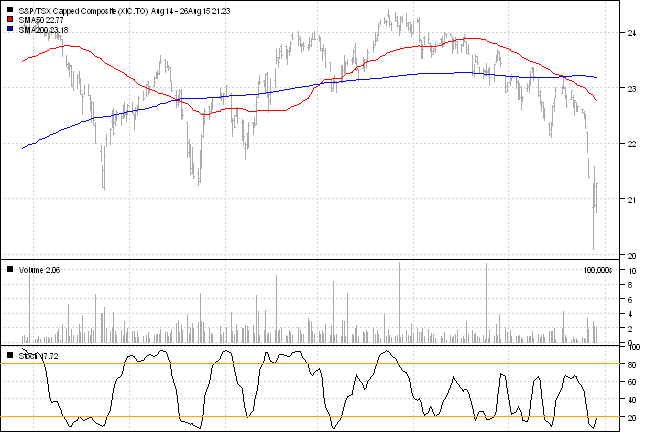 S&P/TSX Capped Composite (XIC.TO) Aug 14 - 26Aug15 21.23
SMA50 22.77
SMA200 23.18
24
23
22
21
20
Volume 2.06
100,000s
10
8
6
4
2
0
Stoch 17.72
100
80
60
40
20